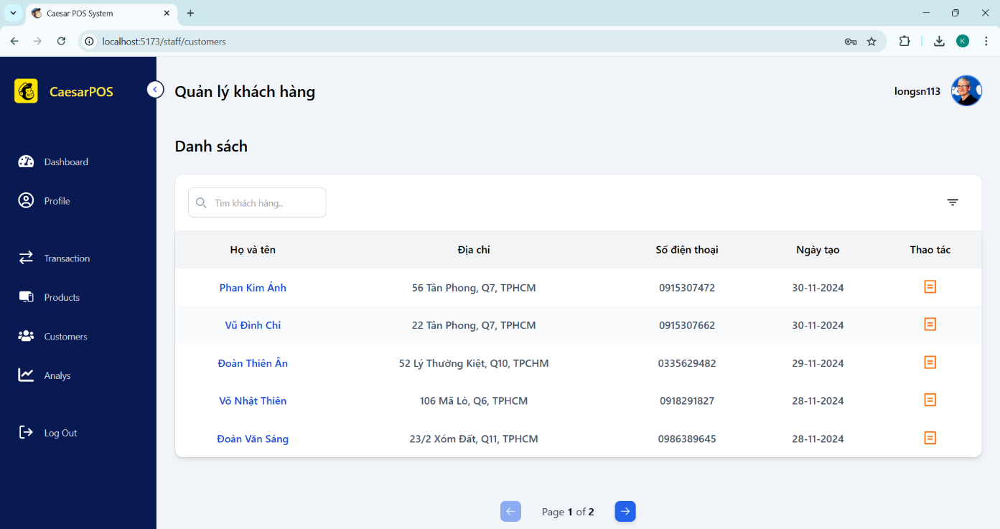 Caesar POS System
localhost:5173/staff/customers
K
CaesarPOS
Quản lý khách hàng
longsn113
Danh sách
Dashboard
Profile
Transaction
Products
Customers
Analys
Log Out
Tìm khách hàng..
Họ và tên Địa chỉ Số điện thoại Ngày tạo Thao tác
Phan Kim Ánh 56 Tân Phong, Q7, TPHCM 0915307472 30-11-2024
Vũ Đình Chi 22 Tân Phong, Q7, TPHCM 0915307662 30-11-2024
Đoàn Thiên Ân 52 Lý Thường Kiệt, Q10, TPCHM 0335629482 29-11-2024
Võ Nhật Thiên 106 Mã Lò, Q6, TPHCM 0918291827 28-11-2024
Đoàn Văn Sáng 23/2 Xóm Đất, Q11, TPHCM 0986389645 28-11-2024
Page 1 of 2